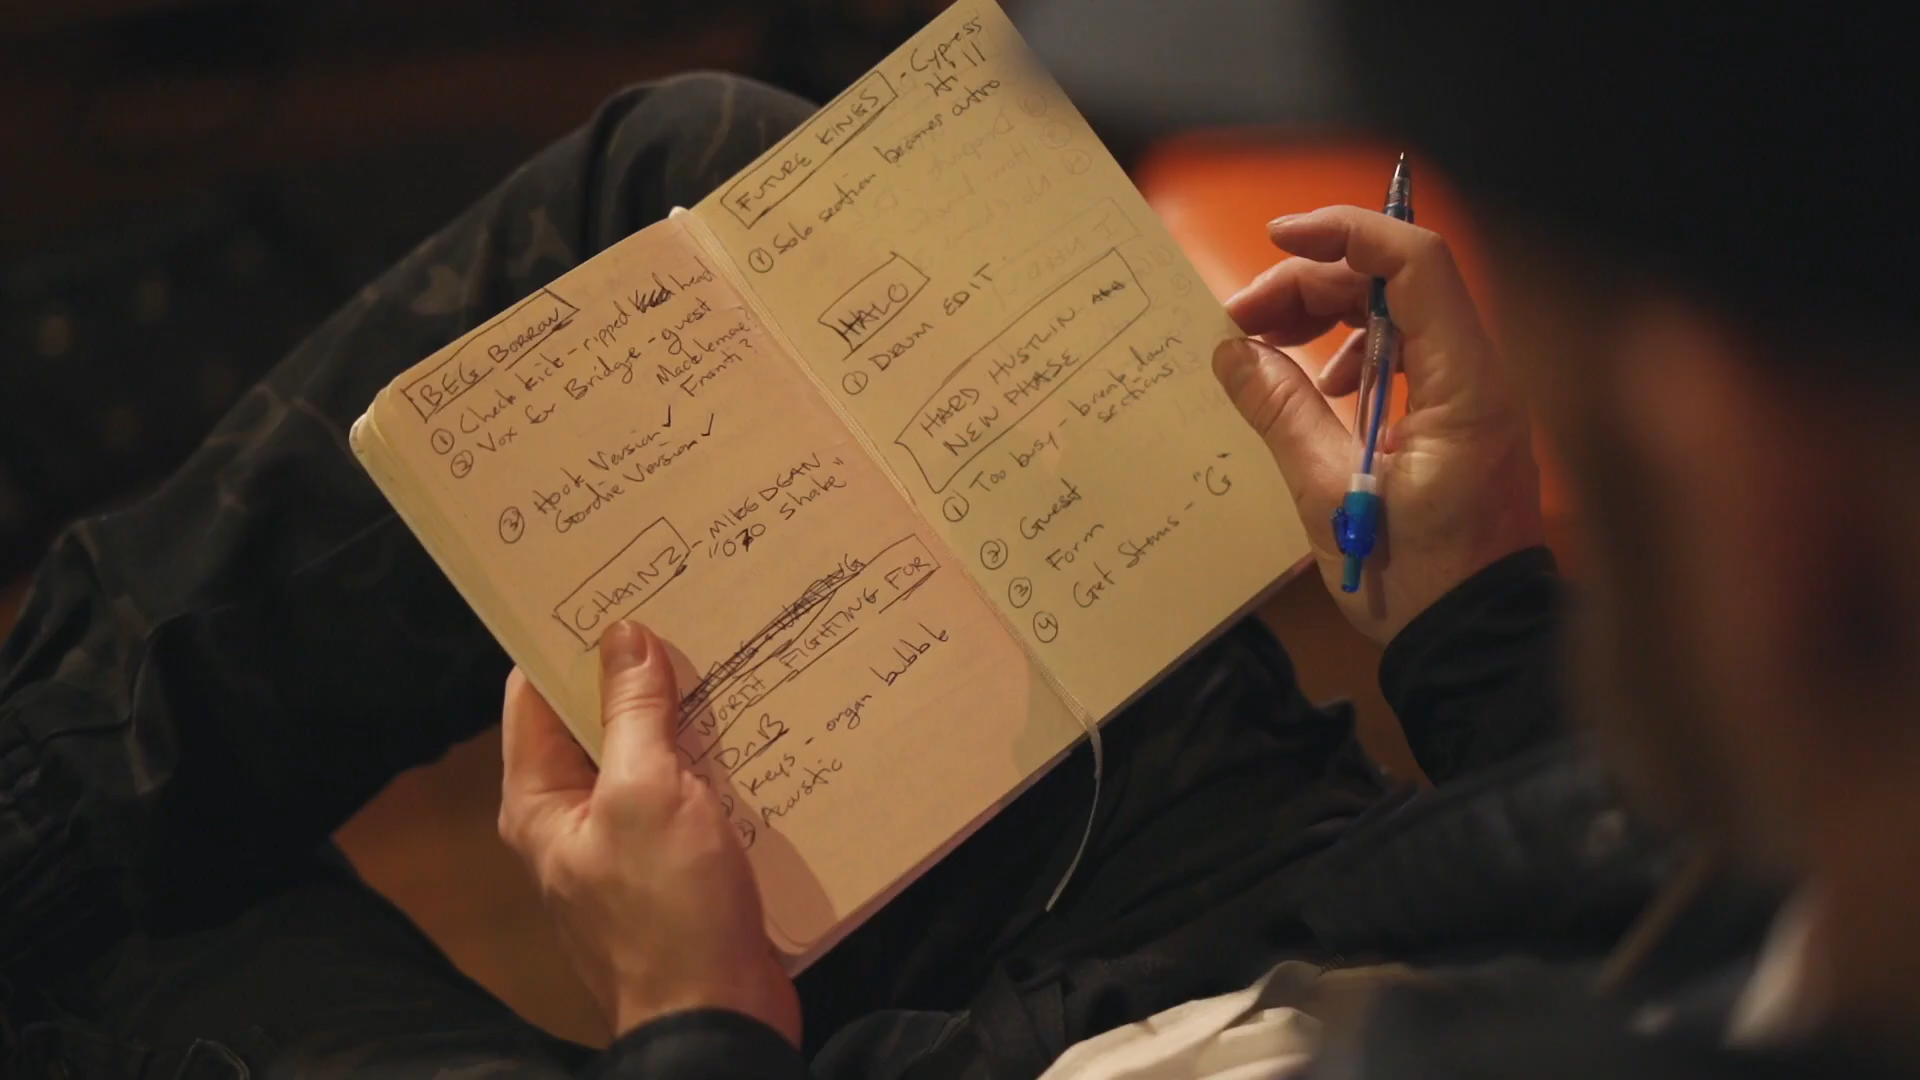 BEG BORROW
① Check kick - ripped head
② Vox for Bridge - guest
Macklemore?
Franti?
③ Hook Version ✓
Goodie Version ✓
CHAINZ - MIKE DEAN
"070 Shake"
WORTH FIGHTING FOR
DnB
Keys - organ bubble
③ Acoustic
FUTURE KINGS - Cypress
Hill
① Solo section becomes outro
HALO
① DRUM EDIT
HARD HUSTLIN
NEW PHASE
① Too busy - break down
sections
② Guest
③ Form
④ Get Stems - "G"